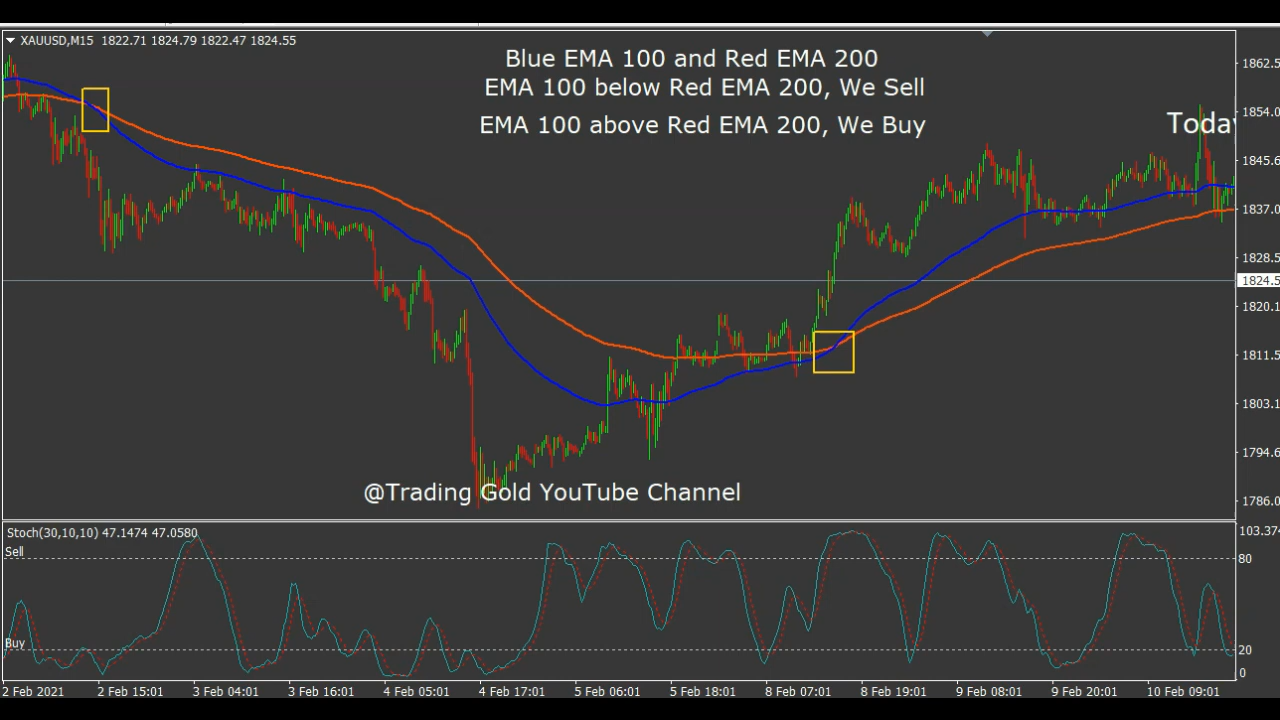 XAUUSD,M15 1822.71 1824.79 1822.47 1824.55
Blue EMA 100 and Red EMA 200
EMA 100 below Red EMA 200, We Sell
EMA 100 above Red EMA 200, We Buy
Today
1862.5
1854.0
1845.6
1837.0
1828.5
1824.5
1820.1
1811.5
1803.1
1794.6
1786.0
@Trading Gold YouTube Channel
Stoch(30,10,10) 47.1474 47.0580
103.374
Sell
80
Buy
20
0
2 Feb 2021 2 Feb 15:01 3 Feb 04:01 3 Feb 16:01 4 Feb 05:01 4 Feb 17:01 5 Feb 06:01 5 Feb 18:01 8 Feb 07:01 8 Feb 19:01 9 Feb 08:01 9 Feb 20:01 10 Feb 09:01